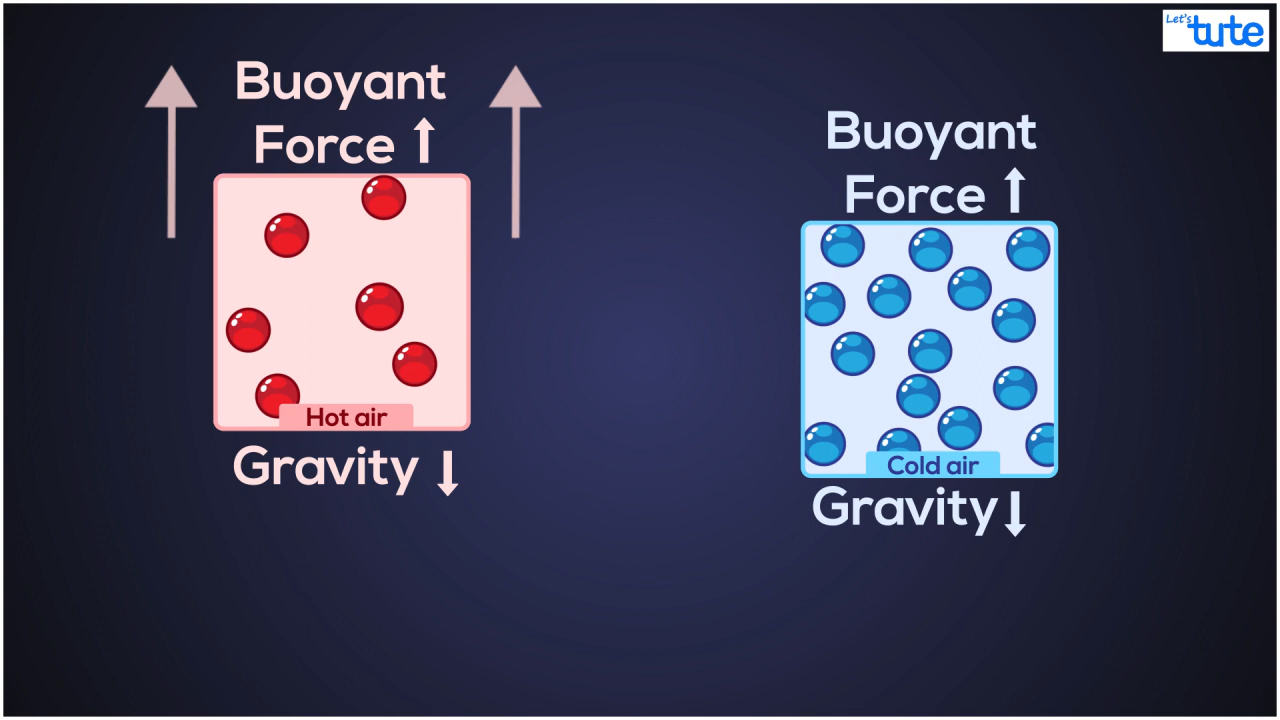 Let's
tute
Buoyant
Force ↑
Hot air
Gravity ↓
Buoyant
Force ↑
Cold air
Gravity ↓